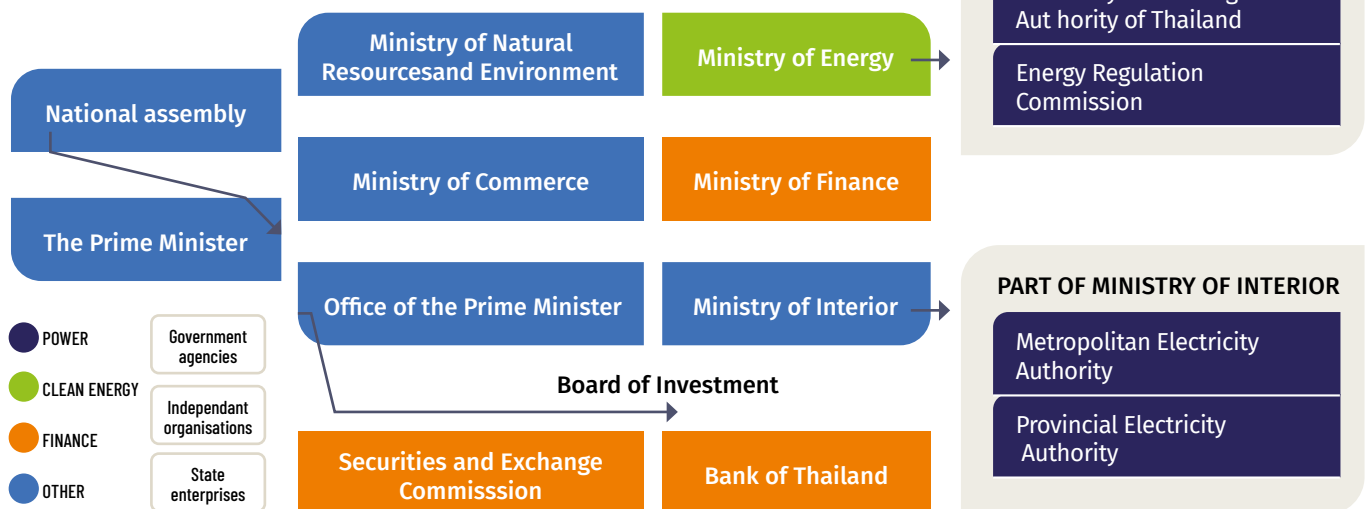 Aut hority of Thailand
Energy Regulation
Commission
Ministry of Natural
Resourcesand Environment
Ministry of Energy
National assembly
Ministry of Commerce
Ministry of Finance
The Prime Minister
Office of the Prime Minister
Ministry of Interior
PART OF MINISTRY OF INTERIOR
Metropolitan Electricity
Authority
Provincial Electricity
Authority
Board of Investment
Securities and Exchange
Commisssion
Bank of Thailand
POWER
CLEAN ENERGY
FINANCE
OTHER
Government
agencies
Independant
organisations
State
enterprises